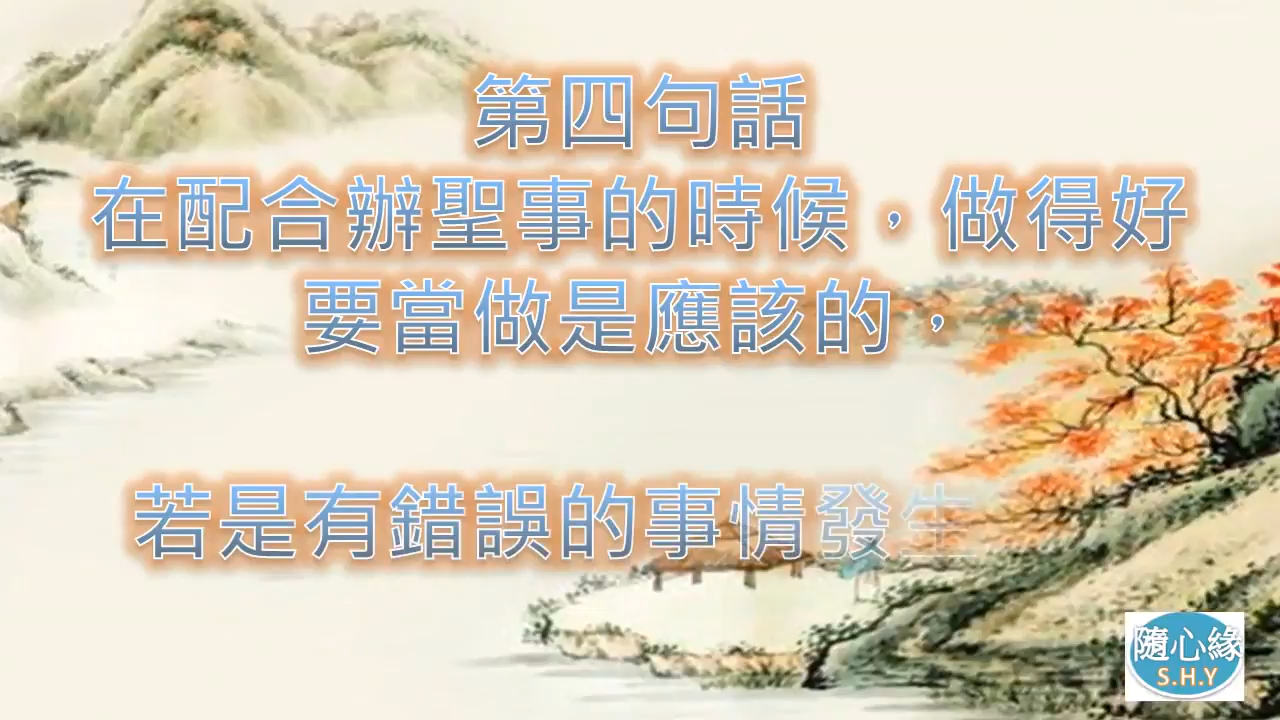 第四句話
在配合辦聖事的時候，做得好
要當做是應該的，
若是有錯誤的事情發生
隨心緣
S.H.Y